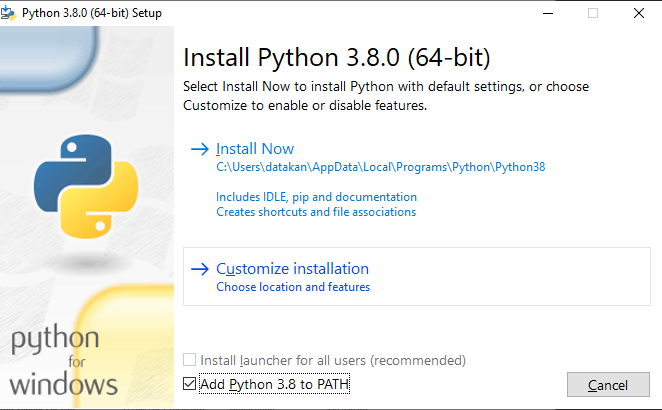 Python 3.8.0 (64-bit) Setup
Install Python 3.8.0 (64-bit)
Select Install Now to install Python with default settings, or choose
Customize to enable or disable features.
Install Now
C:\Users\datakan\AppData\Local\Programs\Python\Python38
Includes IDLE, pip and documentation
Creates shortcuts and file associations
Customize installation
Choose location and features
python
for
windows
Install launcher for all users (recommended)
Add Python 3.8 to PATH
Cancel